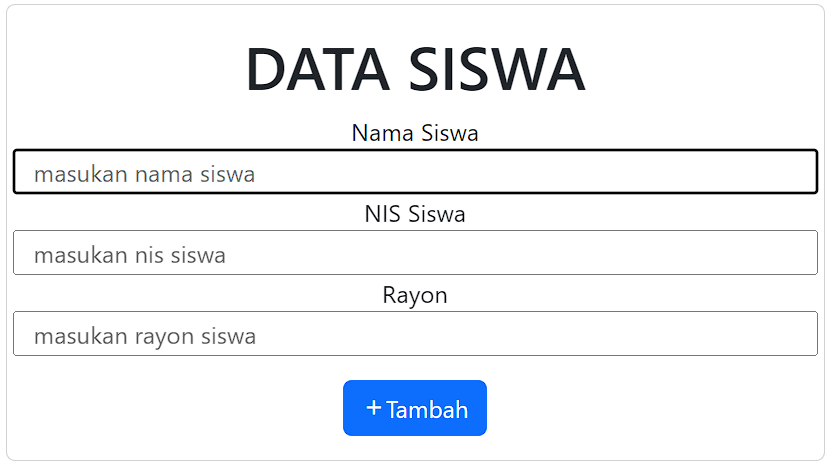 DATA SISWA
Nama Siswa
masukan nama siswa
NIS Siswa
masukan nis siswa
Rayon
masukan rayon siswa
+Tambah